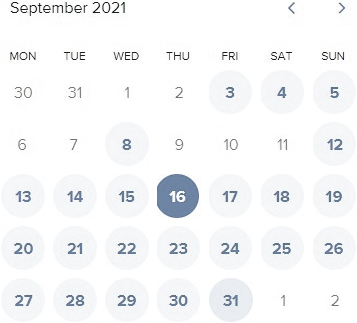 September 2021
MON TUE WED THU FRI SAT SUN
30 31 1 2 3 4 5
6 7 8 9 10 11 12
13 14 15 16 17 18 19
20 21 22 23 24 25 26
27 28 29 30 31 1 2